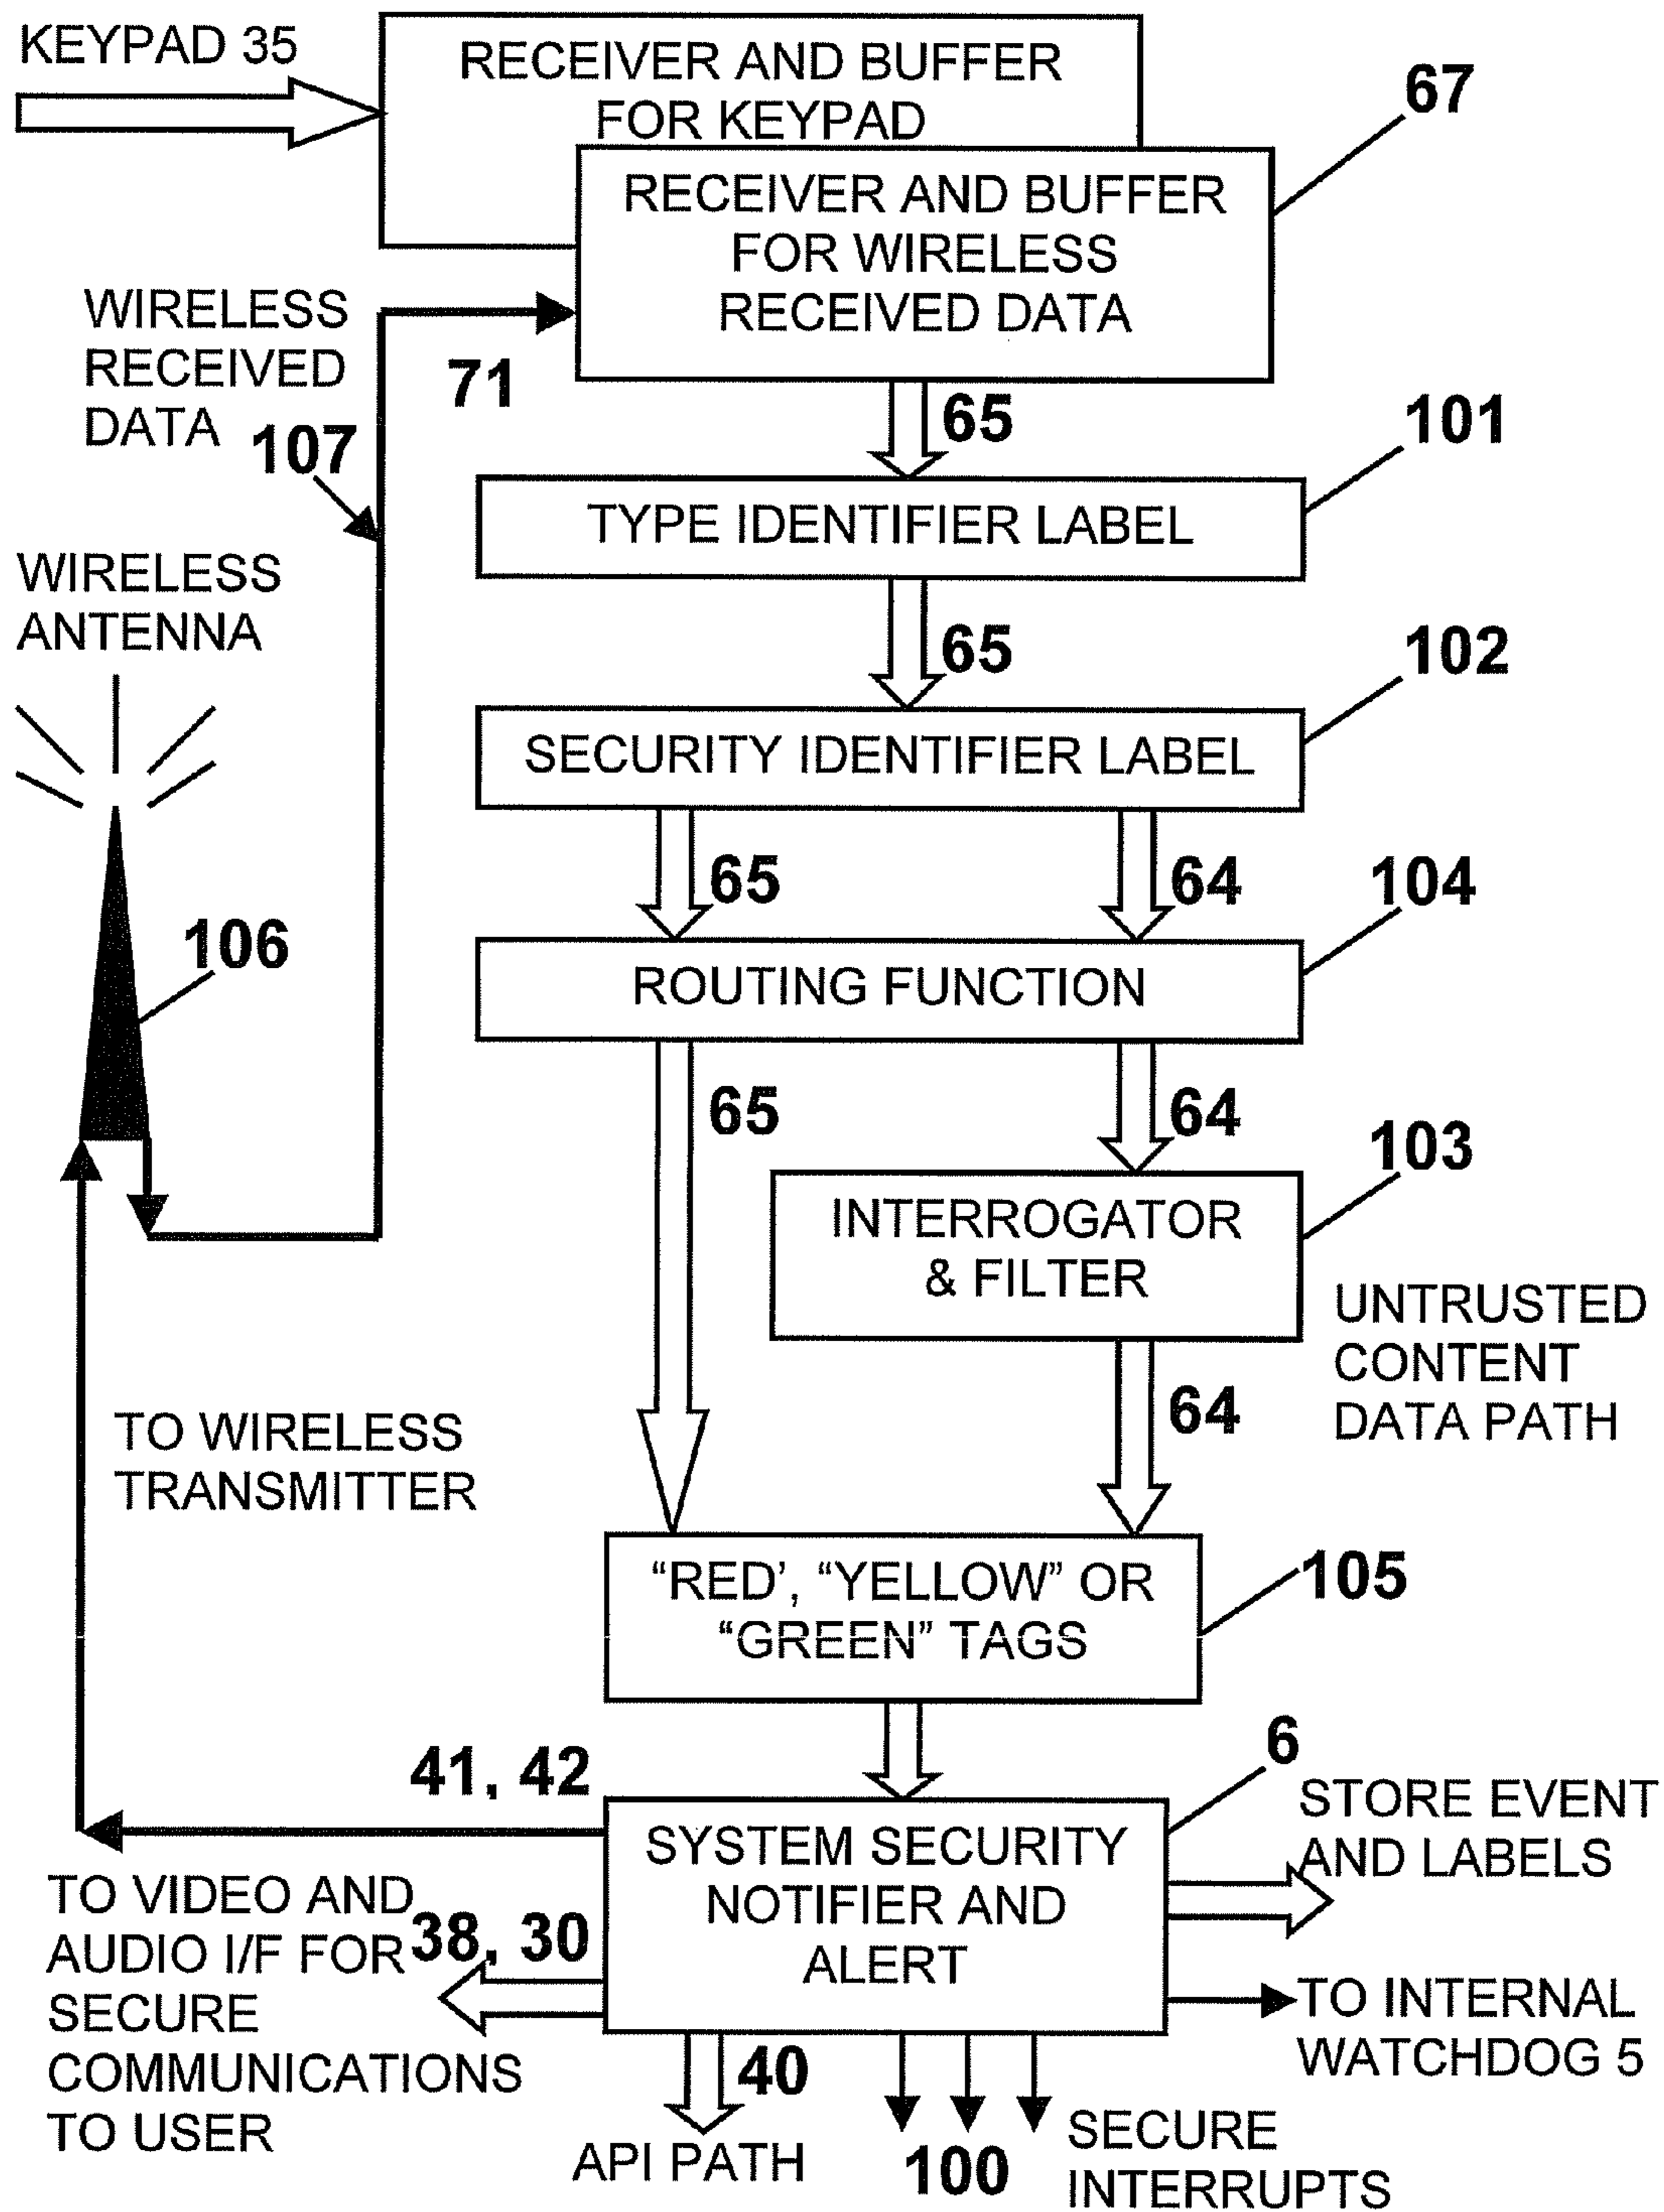 KEYPAD 35
RECEIVER AND BUFFER
FOR KEYPAD
67
RECEIVER AND BUFFER
FOR WIRELESS
RECEIVED DATA
WIRELESS
RECEIVED
DATA
71
107
65
101
TYPE IDENTIFIER LABEL
WIRELESS
ANTENNA
65
102
SECURITY IDENTIFIER LABEL
65
64
104
106
ROUTING FUNCTION
65
64
103
INTERROGATOR
& FILTER
UNTRUSTED
CONTENT
DATA PATH
64
TO WIRELESS
TRANSMITTER
“RED’, “YELLOW” OR
“GREEN” TAGS
105
41, 42
6
STORE EVENT
AND LABELS
SYSTEM SECURITY
NOTIFIER AND
ALERT
TO VIDEO AND
AUDIO I/F FOR
SECURE
COMMUNICATIONS
TO USER
38, 30
TO INTERNAL
WATCHDOG 5
40
API PATH
100
SECURE
INTERRUPTS